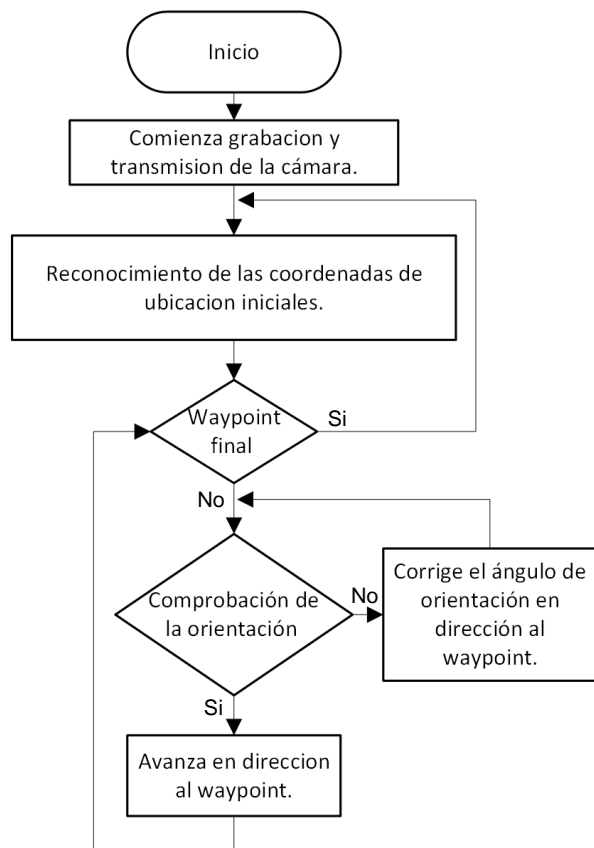 Inicio
Comienza grabacion y
transmision de la cámara.
Reconocimiento de las coordenadas de
ubicacion iniciales.
Waypoint
final
Si
No
Comprobación de
la orientación
No
Corrige el ángulo de
orientación en
dirección al
waypoint.
Si
Avanza en direccion
al waypoint.